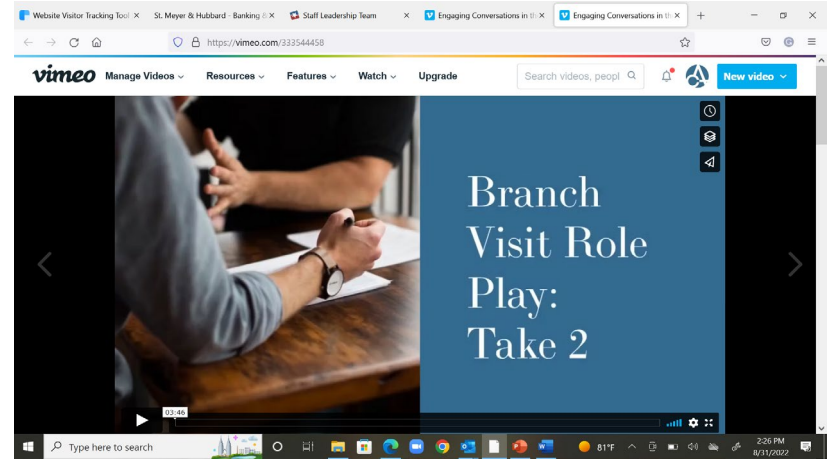 Website Visitor Tracking Tool
St. Meyer & Hubbard - Banking &
Staff Leadership Team
Engaging Conversations in th
Engaging Conversations in th
https://vimeo.com/333544458
vimeo Manage Videos Resources Features Watch Upgrade Search videos, peopl New video
Branch
Visit Role
Play:
Take 2
03:46
Type here to search 81°F 2:26 PM
8/31/2022